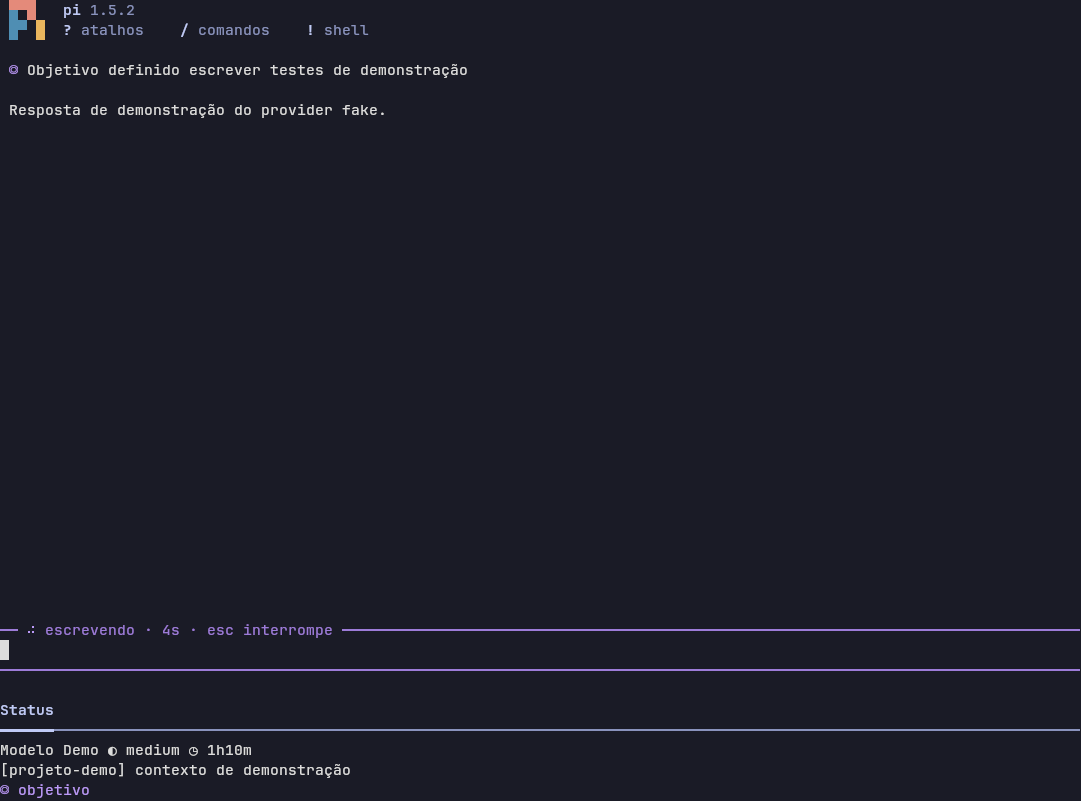 pi 1.5.2
? atalhos / comandos ! shell
◎ Objetivo definido escrever testes de demonstração
Resposta de demonstração do provider fake.
escrevendo · 4s · esc interrompe
Status
Modelo Demo ◐ medium ◷ 1h10m
[projeto-demo] contexto de demonstração
◎ objetivo